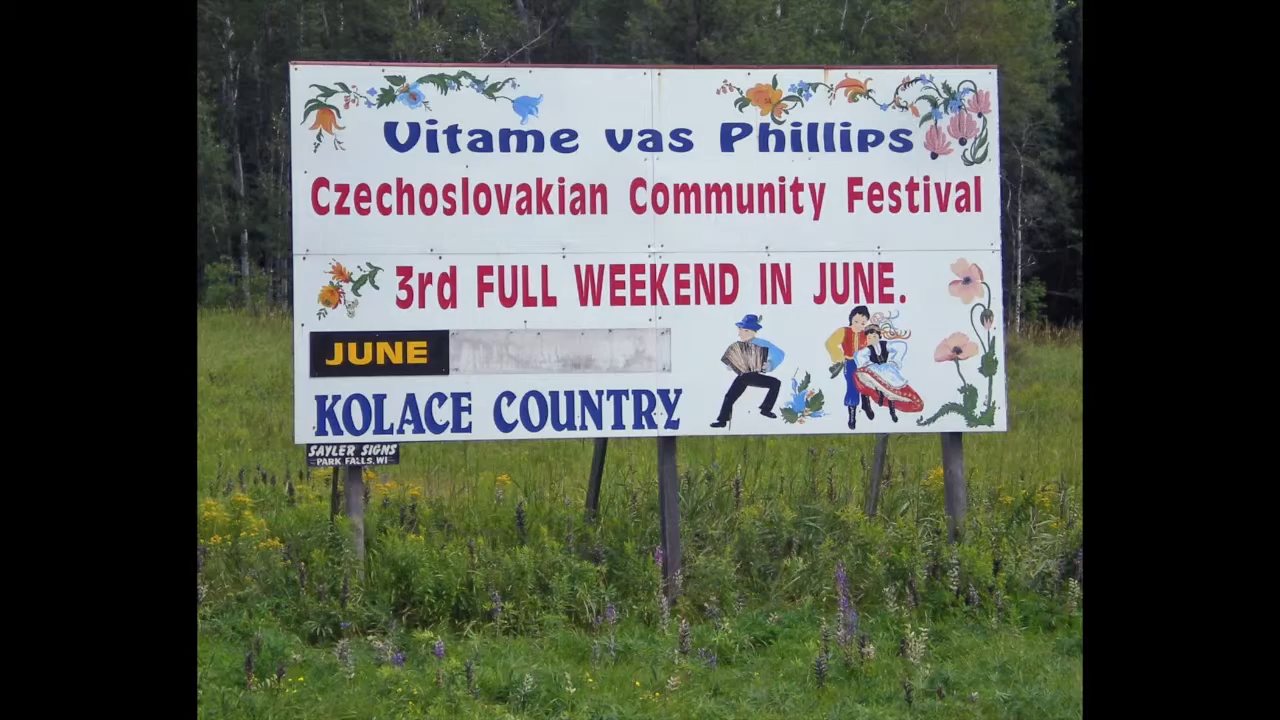 Vitame vas Phillips
Czechoslovakian Community Festival
3rd FULL WEEKEND IN JUNE.
JUNE
KOLACE COUNTRY
SAYLER SIGNS
PARK FALLS, WI